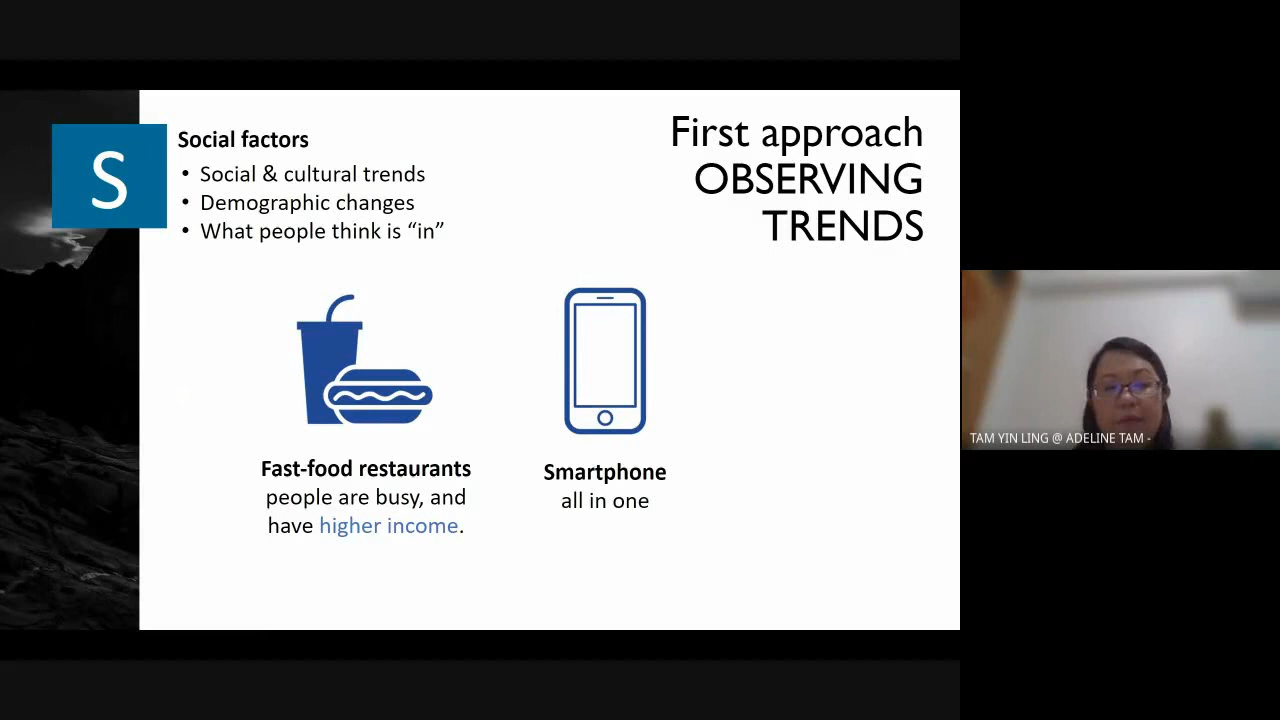 S
Social factors
• Social & cultural trends
• Demographic changes
• What people think is “in”
First approach
OBSERVING
TRENDS
Fast-food restaurants
people are busy, and
have higher income.
Smartphone
all in one
TAM YIN LING @ ADELINE TAM -